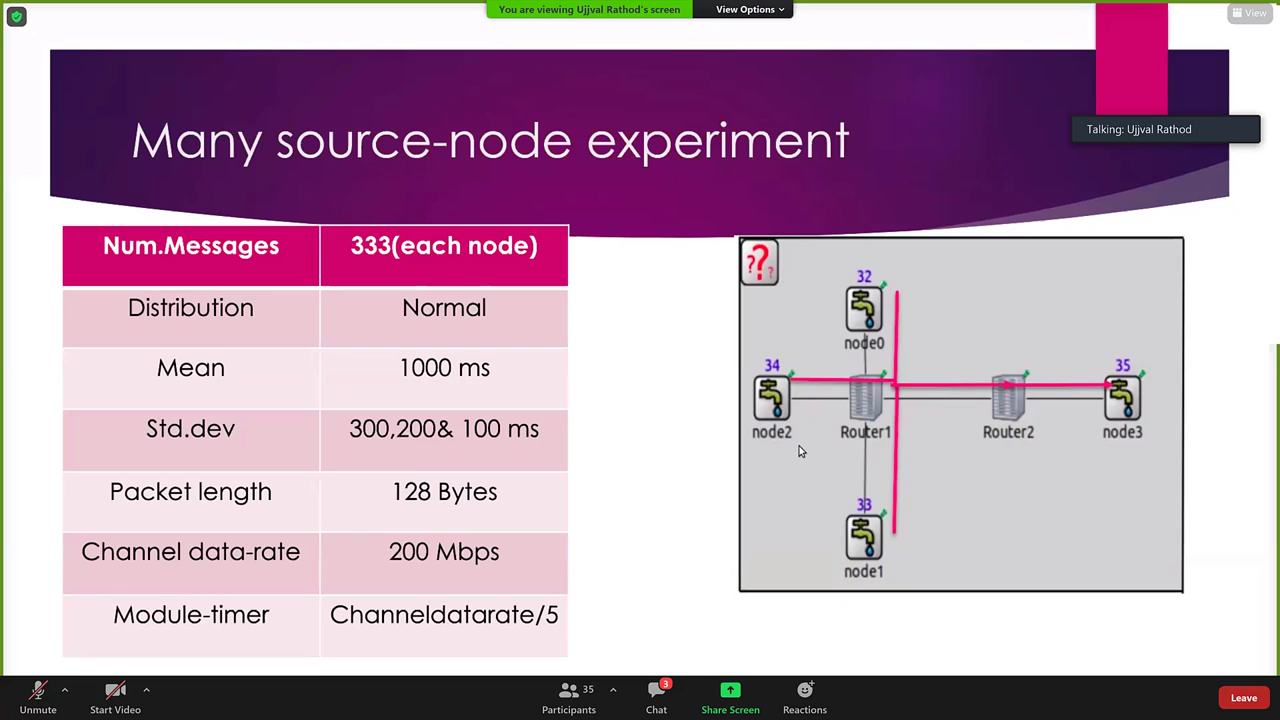 You are viewing Ujjval Rathod's screen
View Options
View
Many source-node experiment
Talking: Ujjval Rathod
Num.Messages 333(each node)
Distribution Normal
Mean 1000 ms
Std.dev 300,200& 100 ms
Packet length 128 Bytes
Channel data-rate 200 Mbps
Module-timer Channeldatarate/5
???
32
node0
34
node2
Router1
Router2
35
node3
33
node1
Unmute
Start Video
35
Participants
3
Chat
Share Screen
Reactions
Leave